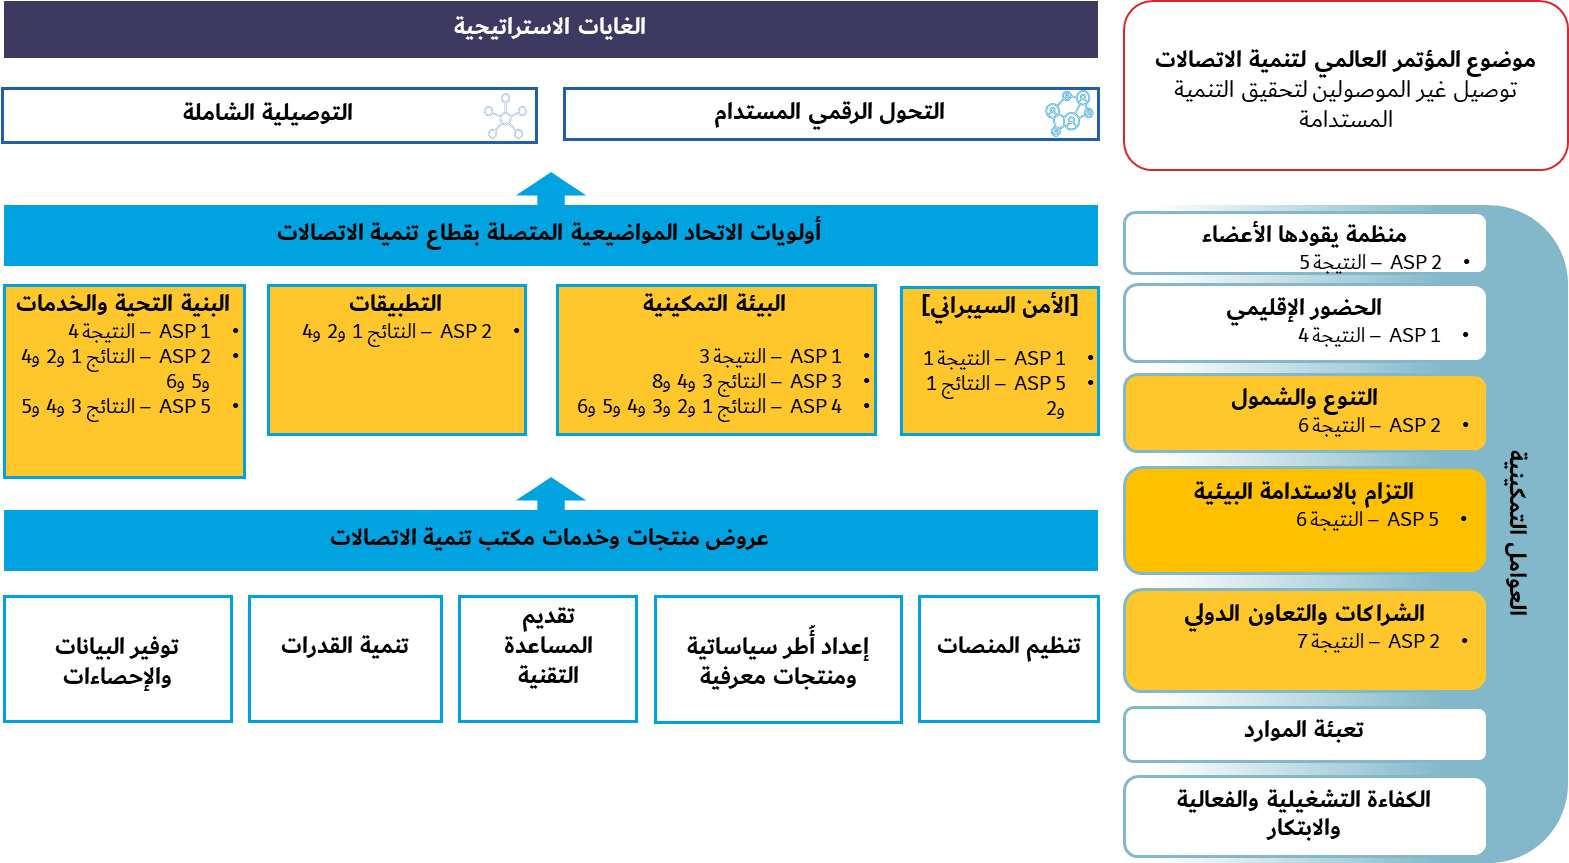 موضوع المؤتمر العالمي لتنمية الاتصالات
توصيل غير الموصولين لتحقيق التنمية
المستدامة
الغايات الاستراتيجية
التحول الرقمي المستدام
التوصيلية الشاملة
أولويات الاتحاد المواضيعية المتصلة بقطاع تنمية الاتصالات
[الأمن السيبراني]
• ASP 1 – النتيجة 1
• ASP 5 – النتائج 1
و2
البيئة التمكينية
• ASP 1 – النتيجة 3
• ASP 3 – النتائج 3 و4 و8
• ASP 4 – النتائج 1 و2 و3 و4 و5 و6
التطبيقات
• ASP 2 – النتائج 1 و2 و4
البنية التحية والخدمات
• ASP 1 – النتيجة 4
• ASP 2 – النتائج 1 و2 و4
و5 و6
• ASP 5 – النتائج 3 و4 و5
عروض منتجات وخدمات مكتب تنمية الاتصالات
تنظيم المنصات
إعداد أُطر سياساتية
ومنتجات معرفية
تقديم
المساعدة
التقنية
تنمية القدرات
توفير البيانات
والإحصاءات
العوامل التمكينية
منظمة يقودها الأعضاء
• ASP 2 – النتيجة 5
الحضور الإقليمي
• ASP 1 – النتيجة 4
التنوع والشمول
• ASP 2 – النتيجة 6
التزام بالاستدامة البيئية
• ASP 5 – النتيجة 6
الشراكات والتعاون الدولي
• ASP 2 – النتيجة 7
تعبئة الموارد
الكفاءة التشغيلية والفعالية
والابتكار